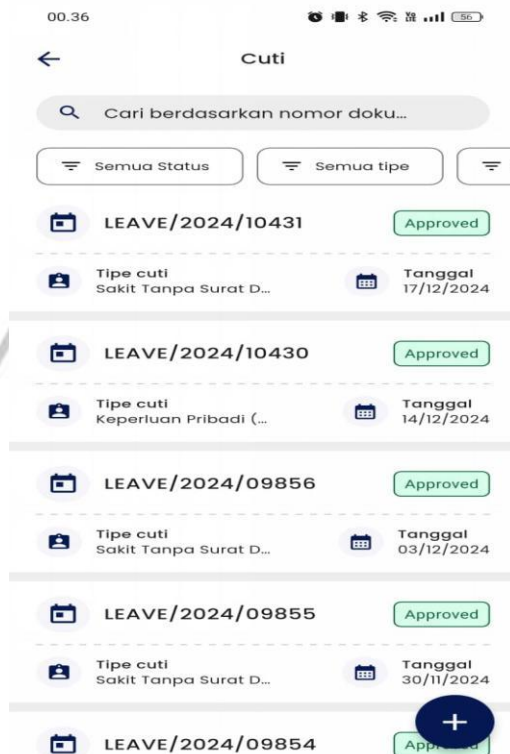 00.36
56
Cuti
Cari berdasarkan nomor doku...
Semua Status
Semua tipe
LEAVE/2024/10431
Approved
Tipe cuti
Sakit Tanpa Surat D...
Tanggal
17/12/2024
LEAVE/2024/10430
Approved
Tipe cuti
Keperluan Pribadi (...
Tanggal
14/12/2024
LEAVE/2024/09856
Approved
Tipe cuti
Sakit Tanpa Surat D...
Tanggal
03/12/2024
LEAVE/2024/09855
Approved
Tipe cuti
Sakit Tanpa Surat D...
Tanggal
30/11/2024
LEAVE/2024/09854